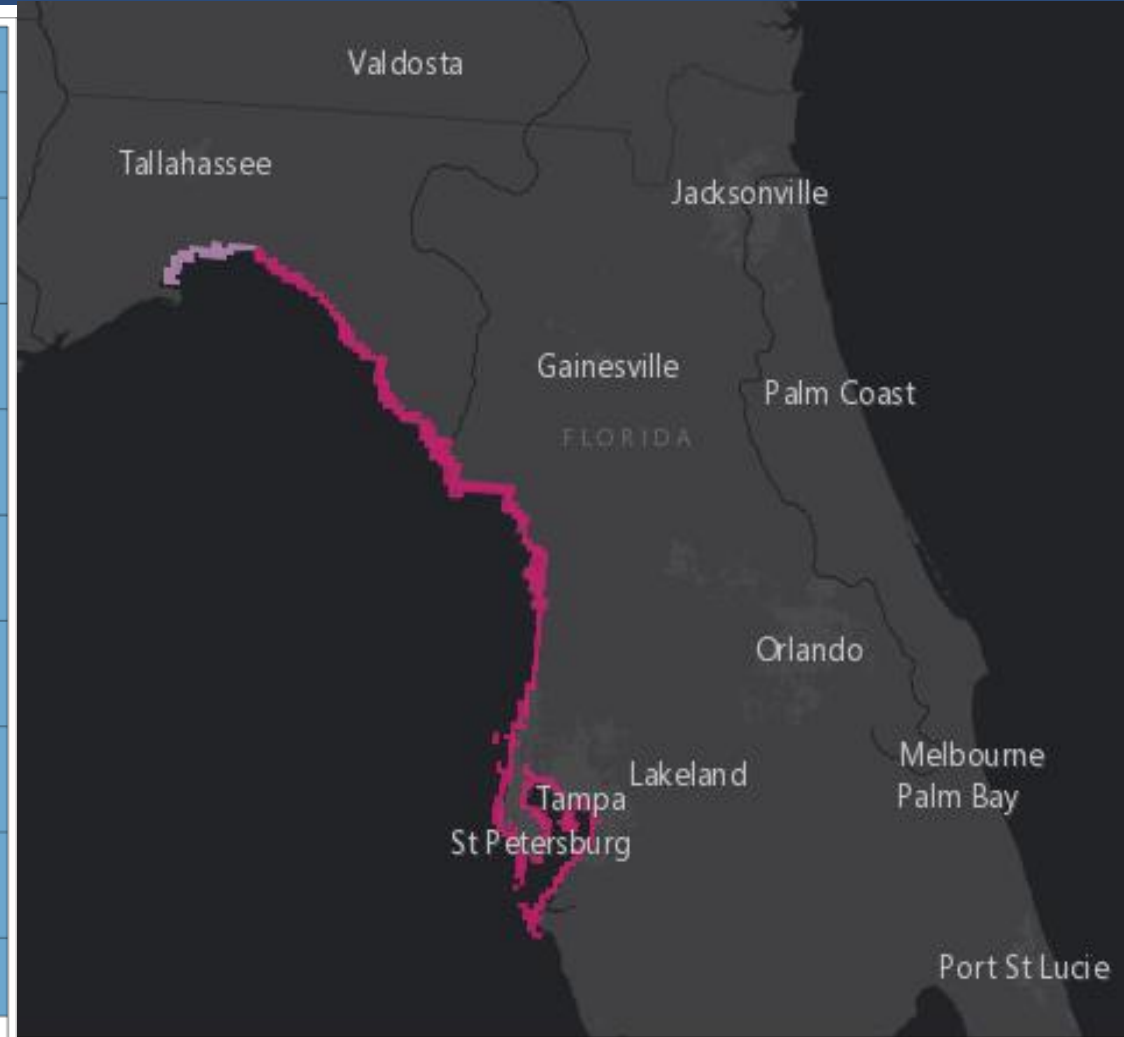 Valdosta
Tallahassee
Jacksonville
Gainesville
Palm Coast
FLORIDA
Orlando
Melbourne
Lakeland
Palm Bay
Tampa
St Petersburg
Port St Lucie